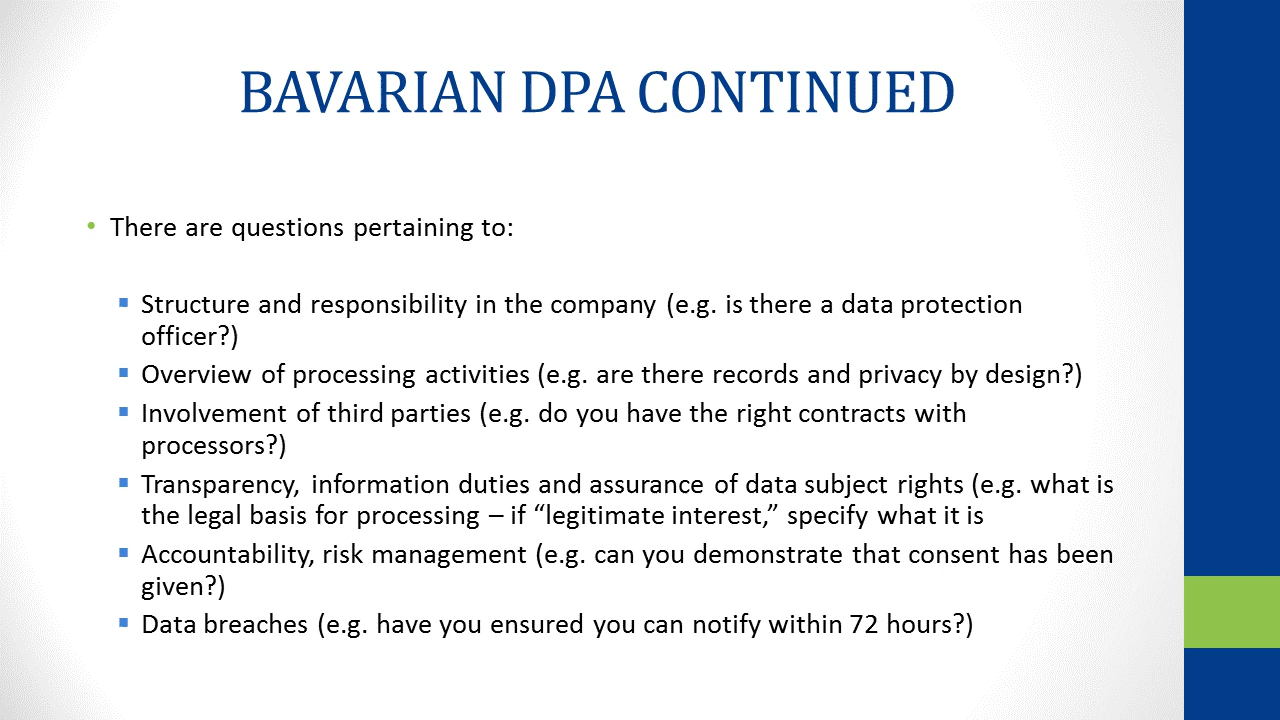 BAVARIAN DPA CONTINUED
• There are questions pertaining to:
▪ Structure and responsibility in the company (e.g. is there a data protection
officer?)
▪ Overview of processing activities (e.g. are there records and privacy by design?)
▪ Involvement of third parties (e.g. do you have the right contracts with
processors?)
▪ Transparency, information duties and assurance of data subject rights (e.g. what is
the legal basis for processing – if “legitimate interest,” specify what it is
▪ Accountability, risk management (e.g. can you demonstrate that consent has been
given?)
▪ Data breaches (e.g. have you ensured you can notify within 72 hours?)